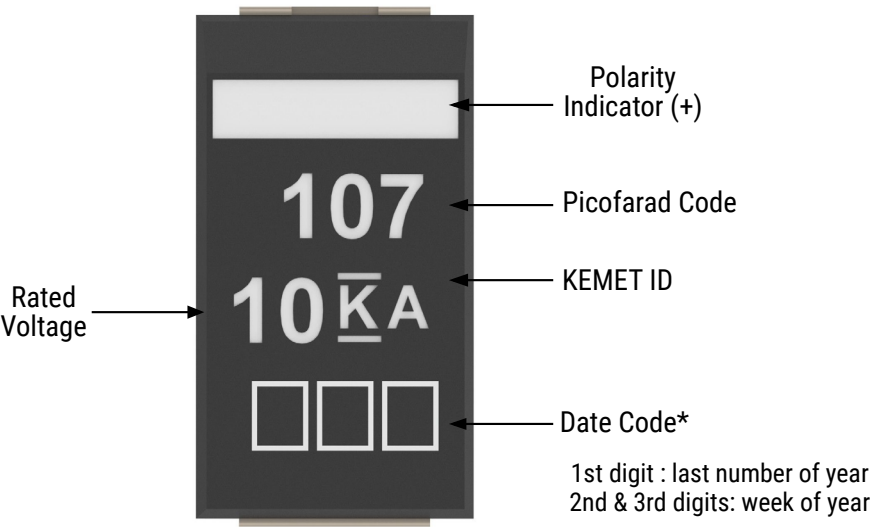 Polarity
Indicator (+)
107
Picofarad Code
KEMET ID
Rated
Voltage
10 K A
Date Code*
1st digit : last number of year
2nd & 3rd digits: week of year